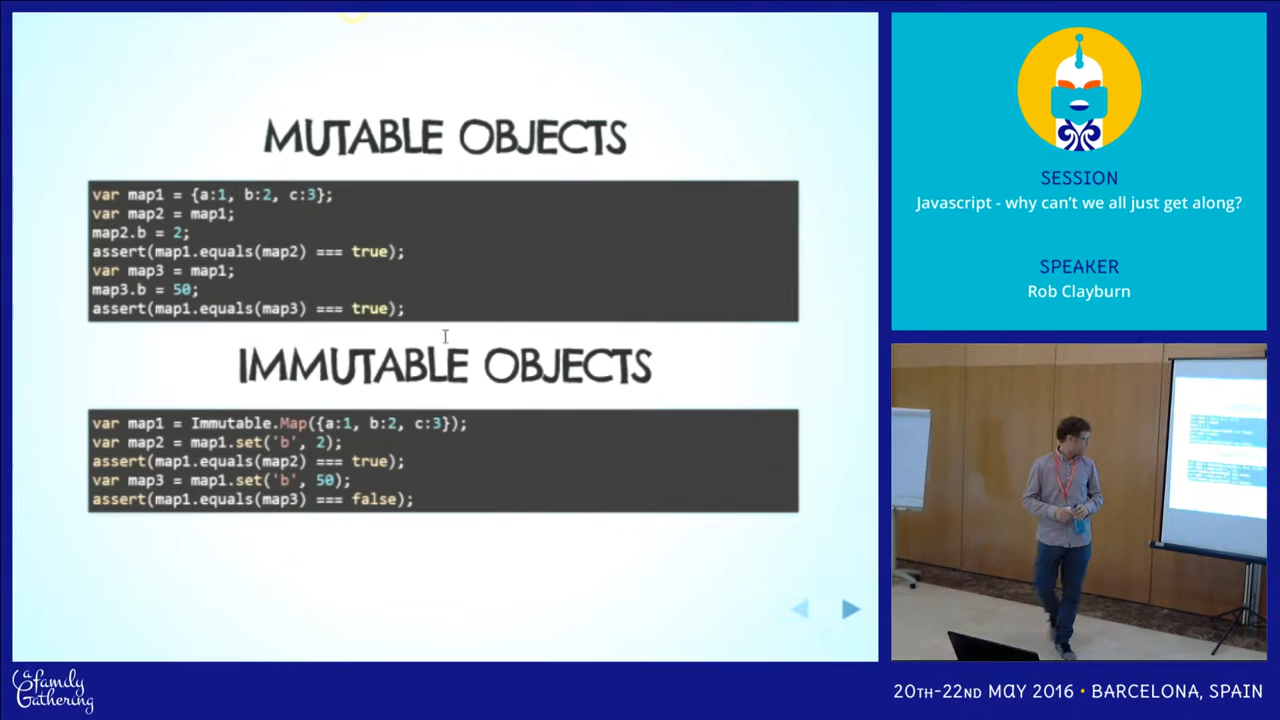 MUTABLE OBJECTS
var map1 = {a:1, b:2, c:3};
var map2 = map1;
map2.b = 2;
assert(map1.equals(map2) === true);
var map3 = map1;
map3.b = 50;
assert(map1.equals(map3) === true);
IMMUTABLE OBJECTS
var map1 = Immutable.Map({a:1, b:2, c:3});
var map2 = map1.set('b', 2);
assert(map1.equals(map2) === true);
var map3 = map1.set('b', 50);
assert(map1.equals(map3) === false);
SESSION
Javascript - why can't we all just get along?
SPEAKER
Rob Clayburn
a family
Gathering
20TH-22ND MAY 2016 • BARCELONA, SPAIN